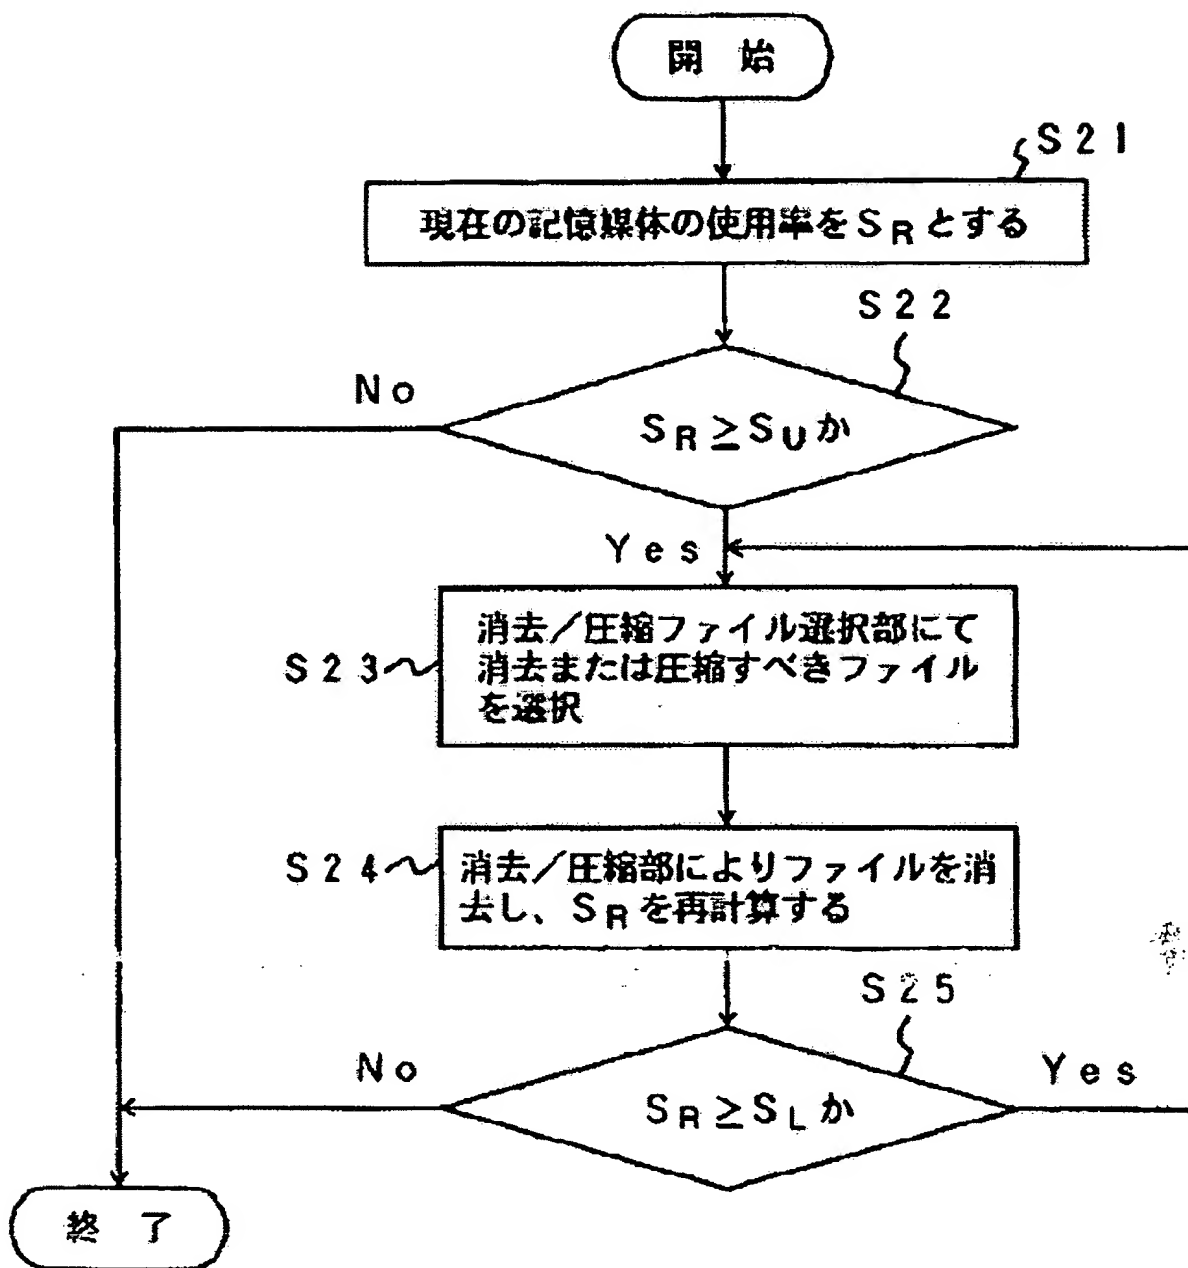 開 始
S21
現在の記憶媒体の使用率をSRとする
S22
No
SR≧SUか
Yes
消去/圧縮ファイル選択部にて
消去または圧縮すべきファイル
を選択
S23
S24
消去/圧縮部によりファイルを消
去し、SRを再計算する
S25
No
Yes
SR≧SLか
終 了